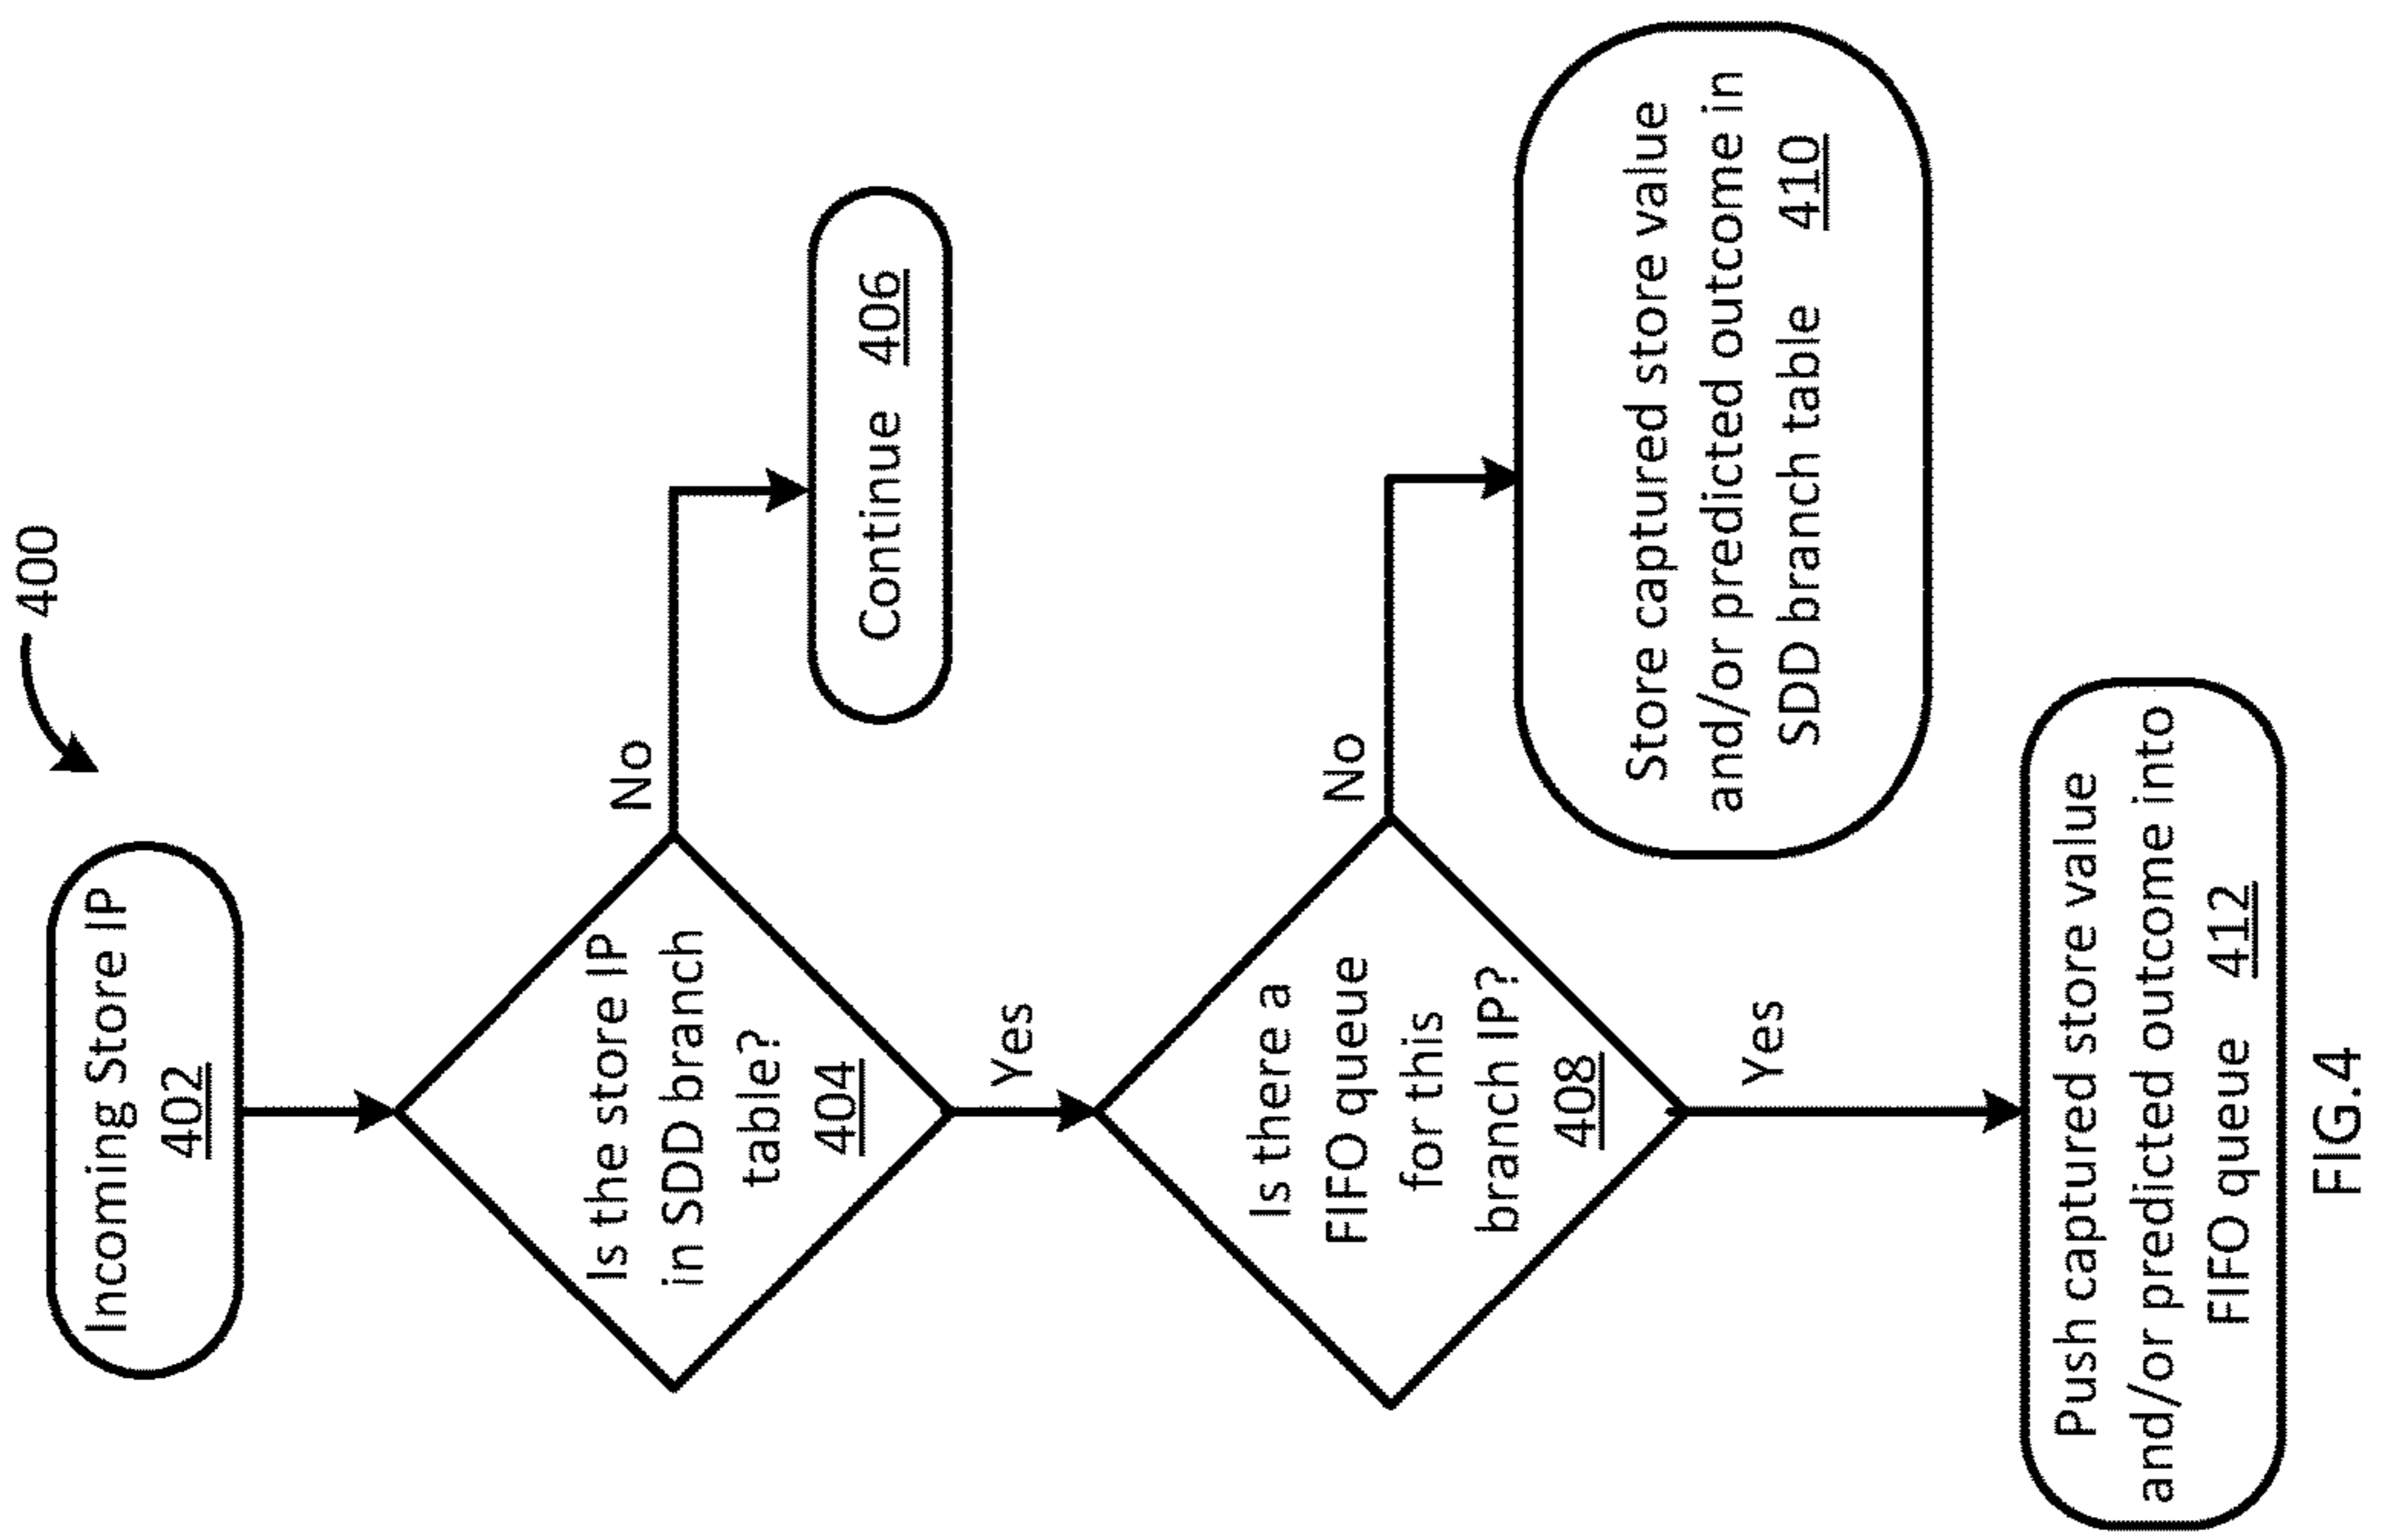 400
Incoming Store IP
402
Is the store IP
in SDD branch
table?
404
No
Continue 406
Yes
Is there a
FIFO queue
for this
branch IP?
408
No
Store captured store value
and/or predicted outcome in
SDD branch table 410
Yes
Push captured store value
and/or predicted outcome into
FIFO queue 412
FIG.4